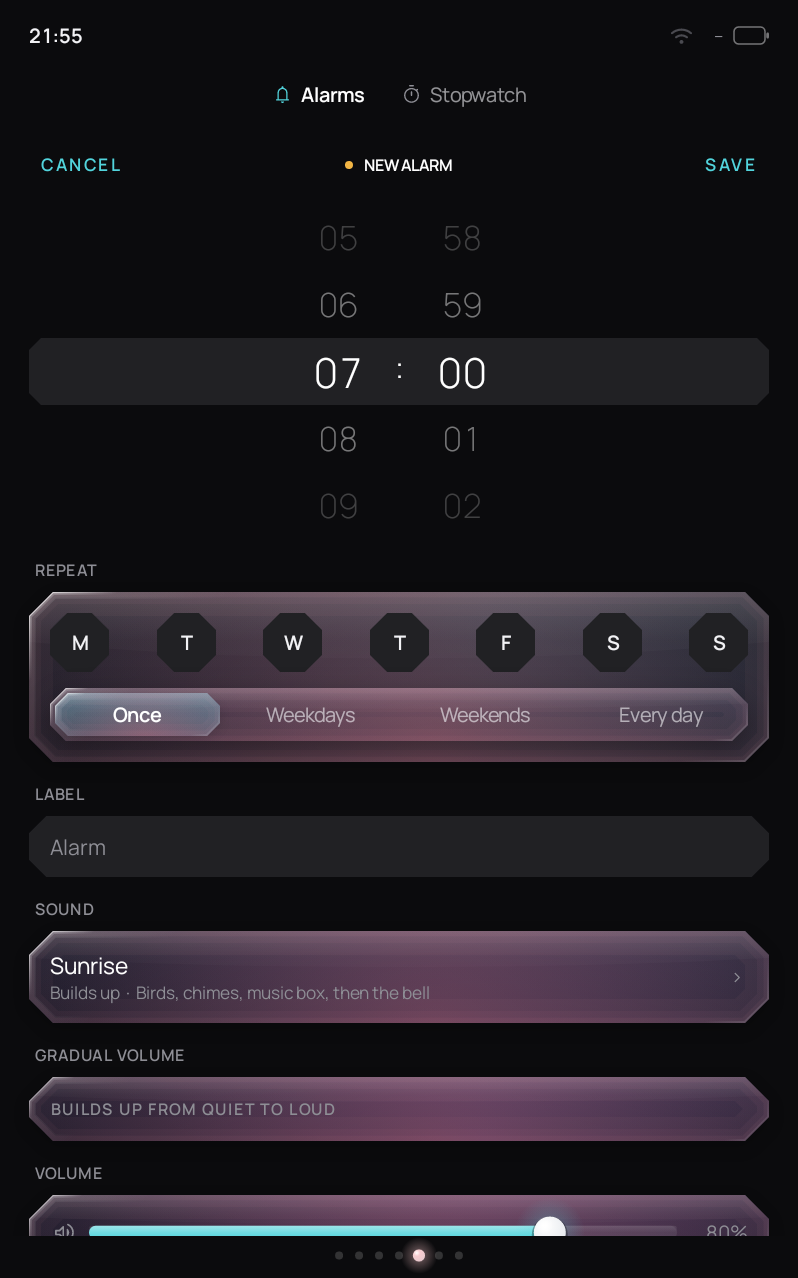 21:55
Alarms Stopwatch
CANCEL NEW ALARM SAVE
05 58
06 59
07 : 00
08 01
09 02
REPEAT
M T W T F S S
Once Weekdays Weekends Every day
LABEL
Alarm
SOUND
Sunrise
Builds up · Birds, chimes, music box, then the bell
GRADUAL VOLUME
BUILDS UP FROM QUIET TO LOUD
VOLUME
80%